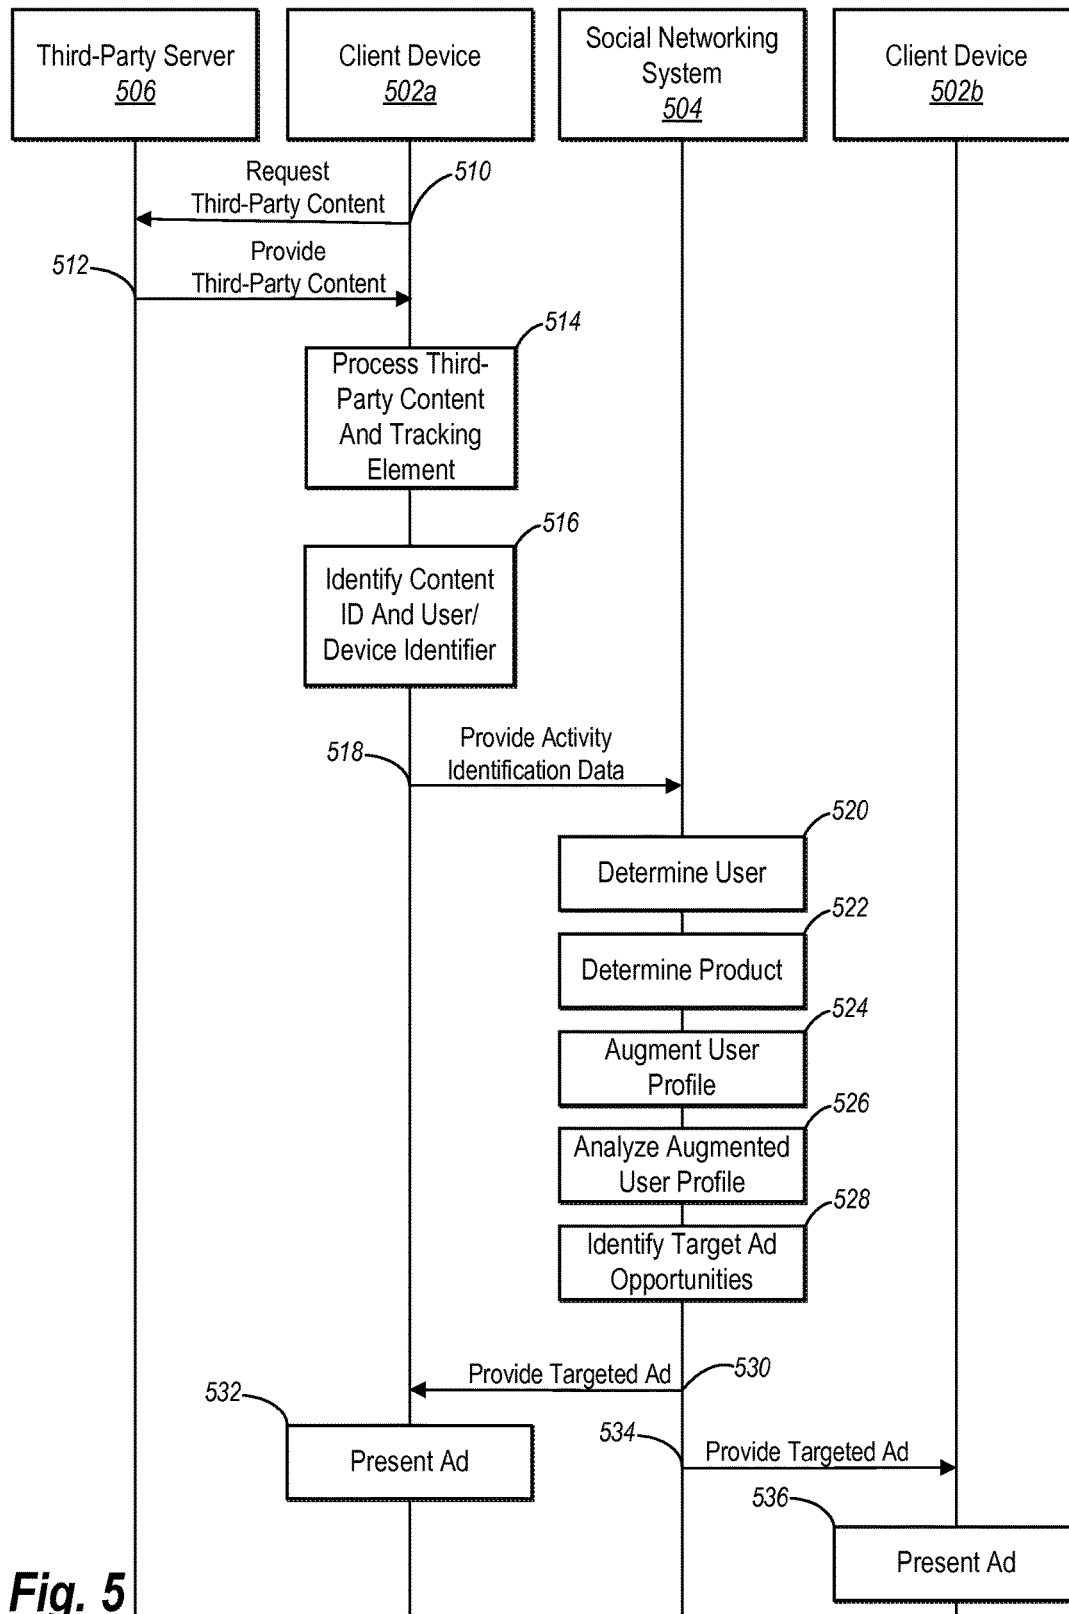 Third-Party Server
506
Client Device
502a
Social Networking
System
504
Client Device
502b
Request
Third-Party Content
510
Provide
Third-Party Content
512
514
Process Third-
Party Content
And Tracking
Element
516
Identify Content
ID And User/
Device Identifier
Provide Activity
Identification Data
518
520
Determine User
522
Determine Product
524
Augment User
Profile
526
Analyze Augmented
User Profile
528
Identify Target Ad
Opportunities
Provide Targeted Ad
530
532
Present Ad
534
Provide Targeted Ad
536
Present Ad
Fig. 5